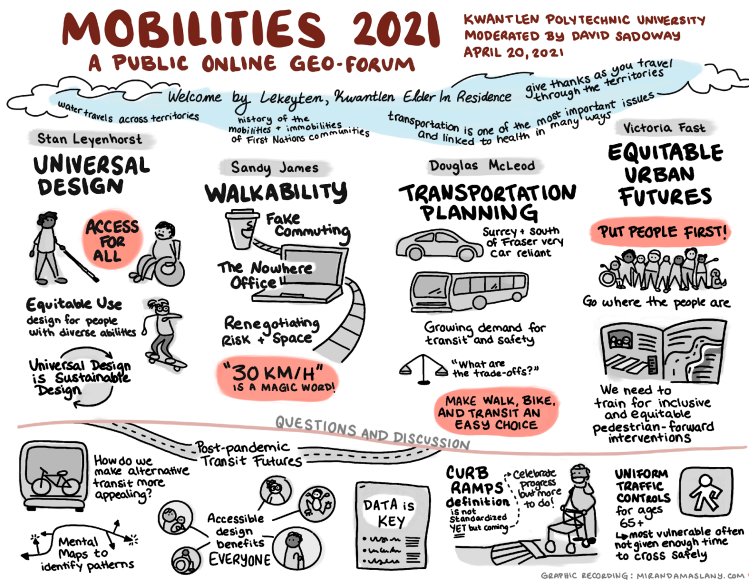 MOBILITIES 2021
A PUBLIC ONLINE GEO-FORUM
KWANTLEN POLYTECHNIC UNIVERSITY
MODERATED BY DAVID SADOWAY
APRIL 20, 2021
Welcome by Lekeyten, Kwantlen Elder In Residence
give thanks as you travel
through the territories
water travels across territories
history of the
mobilities + immobilities
of First Nations communities
transportation is one of the most important issues
and linked to health in many ways
Stan Leyenhorst
UNIVERSAL
DESIGN
ACCESS
FOR
ALL
Equitable Use
design for people
with diverse abilities
Universal Design
is Sustainable
Design
Sandy James
WALKABILITY
Fake
Commuting
The Nowhere
Office
Renegotiating
Risk + Space
"30 KM/H"
IS A MAGIC WORD!
Douglas McLeod
TRANSPORTATION
PLANNING
Surrey + south
of Fraser very
car reliant
Growing demand for
transit and safety
"What are
the trade-offs?"
MAKE WALK, BIKE,
AND TRANSIT AN
EASY CHOICE
Victoria Fast
EQUITABLE
URBAN
FUTURES
PUT PEOPLE FIRST!
Go where the people are
We need to
train for inclusive
and equitable
pedestrian-forward
interventions
QUESTIONS AND DISCUSSION
How do we
make alternative
transit more
appealing?
Mental
Maps to
identify patterns
Post-pandemic
Transit Futures
Accessible
design
benefits
EVERYONE
DATA IS
KEY
CURB
RAMPS
definition
is not
standardized
YET but coming
Celebrate
progress
but more
to do!
UNIFORM
TRAFFIC
CONTROLS
for ages
65+
most vulnerable often
not given enough time
to cross safely
GRAPHIC RECORDING : MIRANDAMASLANY.COM